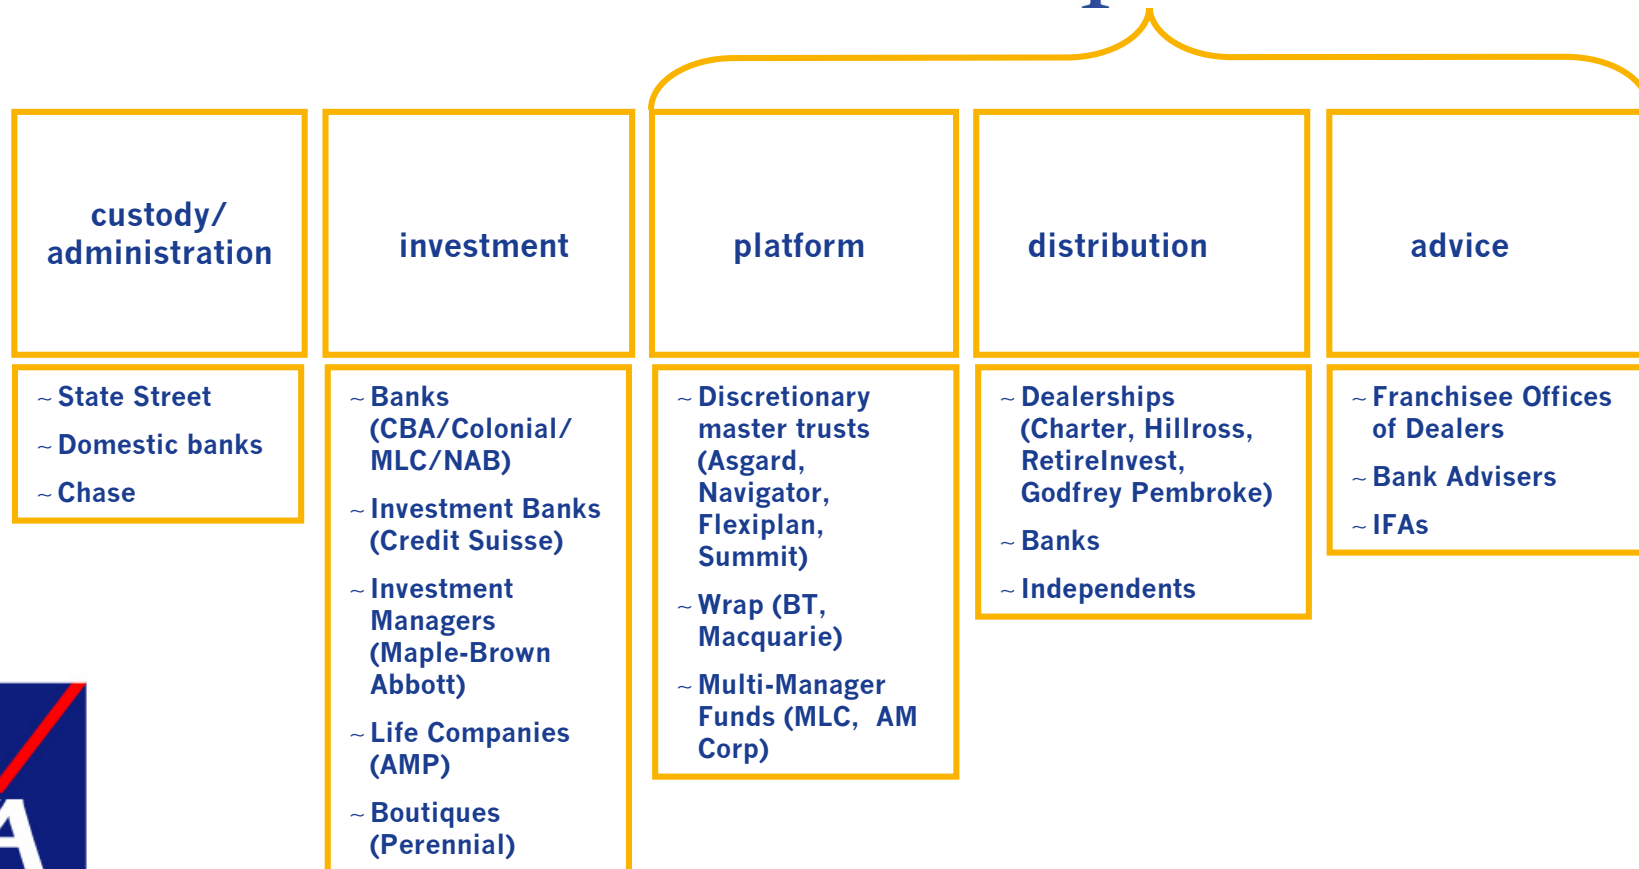 custody/
administration
investment
platform
distribution
advice
~ State Street
~ Domestic banks
~ Chase
~ Banks
(CBA/Colonial/
MLC/NAB)
~ Investment Banks
(Credit Suisse)
~ Investment
Managers
(Maple-Brown
Abbott)
~ Life Companies
(AMP)
~ Boutiques
(Perennial)
~ Discretionary
master trusts
(Asgard,
Navigator,
Flexiplan,
Summit)
~ Wrap (BT,
Macquarie)
~ Multi-Manager
Funds (MLC, AM
Corp)
~ Dealerships
(Charter, Hillross,
RetireInvest,
Godfrey Pembroke)
~ Banks
~ Independents
~ Franchisee Offices
of Dealers
~ Bank Advisers
~ IFAs